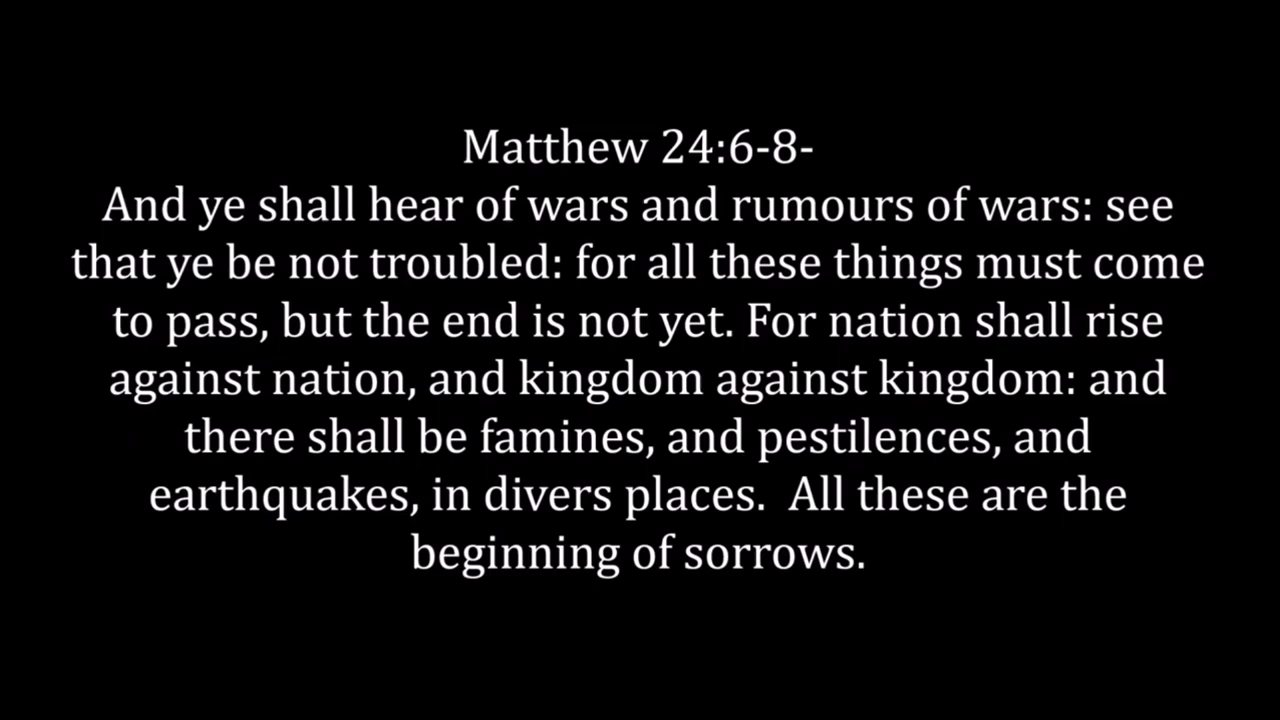 Matthew 24:6-8-
And ye shall hear of wars and rumours of wars: see
that ye be not troubled: for all these things must come
to pass, but the end is not yet. For nation shall rise
against nation, and kingdom against kingdom: and
there shall be famines, and pestilences, and
earthquakes, in divers places.  All these are the
beginning of sorrows.